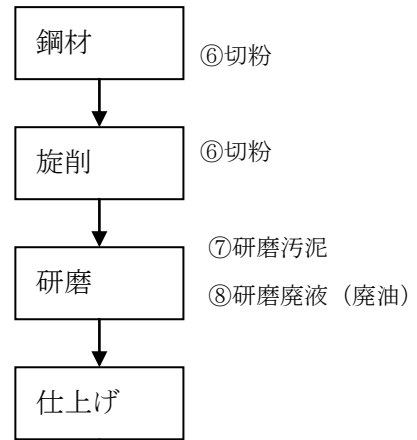 鋼材
⑥切粉
旋削
⑥切粉
⑦研磨汚泥
研磨
⑧研磨廃液（廃油）
仕上げ